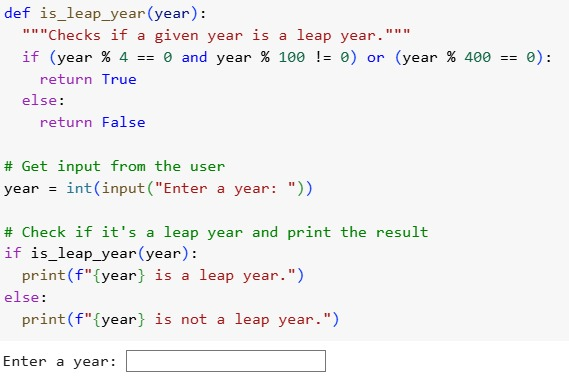 def is_leap_year(year):
  """Checks if a given year is a leap year."""
  if (year % 4 == 0 and year % 100 != 0) or (year % 400 == 0):
    return True
  else:
    return False

# Get input from the user
year = int(input("Enter a year: "))

# Check if it's a leap year and print the result
if is_leap_year(year):
  print(f"{year} is a leap year.")
else:
  print(f"{year} is not a leap year.")

Enter a year: